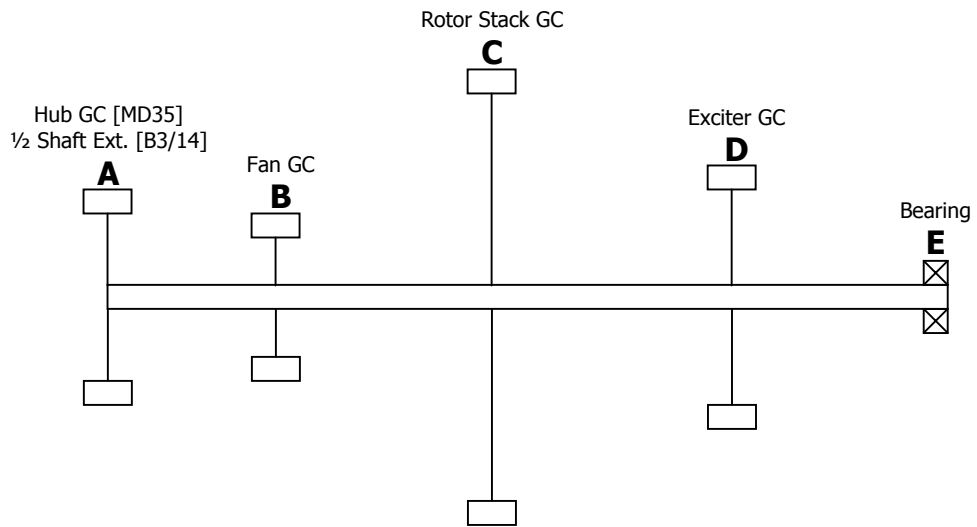 Rotor Stack GC
C
Hub GC [MD35]
½ Shaft Ext. [B3/14]
A
Fan GC
B
Exciter GC
D
Bearing
E